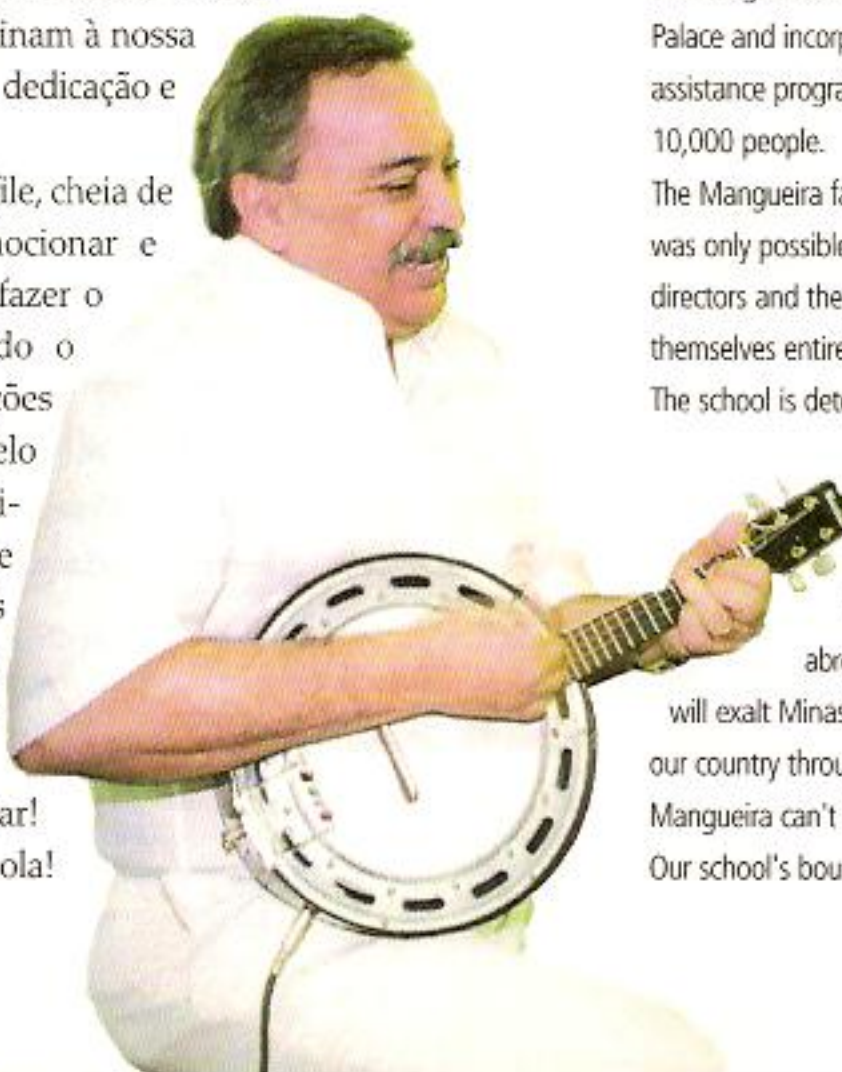 inam à nossa
dedicação e
file, cheia de
ocionar e
fazer o
do o
ções
elo
i-
e
s
ar!
ola!
Palace and incorp
assistance progra
10,000 people.
The Mangueira fa
was only possible
directors and the
themselves entire
The school is det
abr
will exalt Minas
our country throu
Mangueira can't
Our school's bou